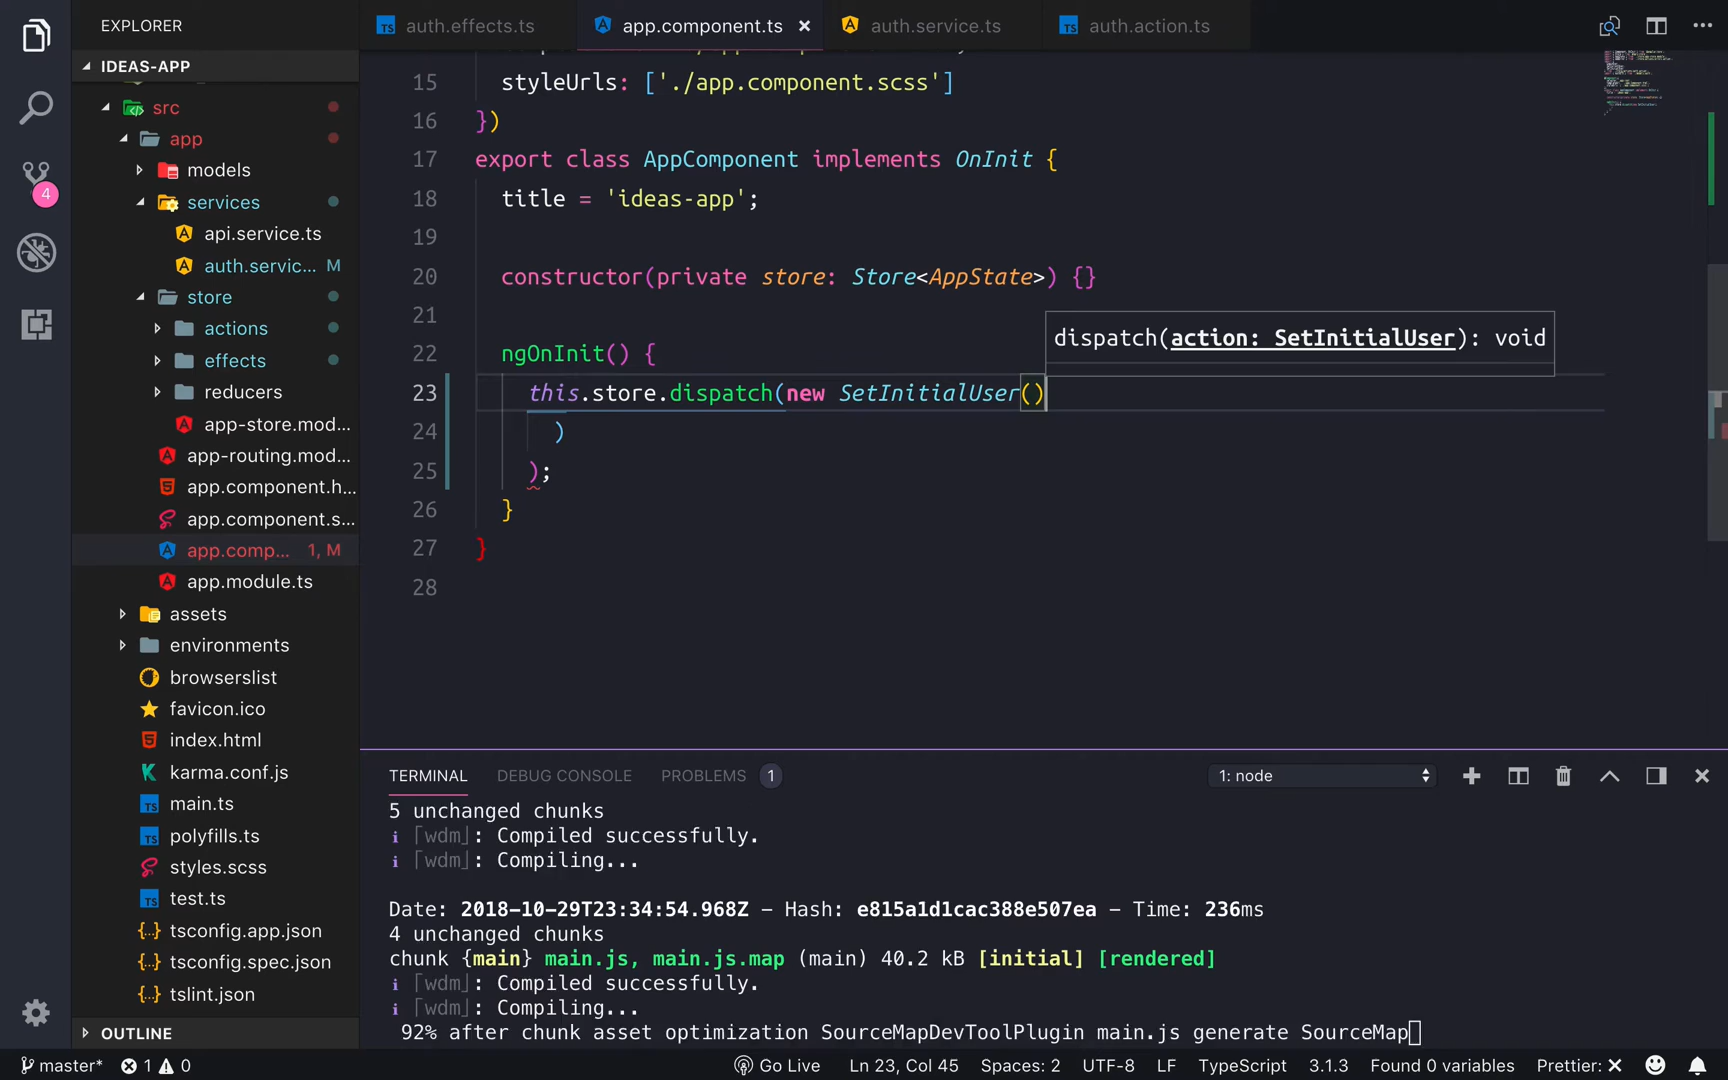 EXPLORER
auth.effects.ts
app.component.ts
auth.service.ts
auth.action.ts
IDEAS-APP
src
app
models
services
api.service.ts
auth.servic... M
store
actions
effects
reducers
app-store.mod...
app-routing.mod...
app.component.h...
app.component.s...
app.comp... 1, M
app.module.ts
assets
environments
browserslist
favicon.ico
index.html
karma.conf.js
main.ts
polyfills.ts
styles.scss
test.ts
tsconfig.app.json
tsconfig.spec.json
tslint.json
OUTLINE
4
15 styleUrls: ['./app.component.scss']
16 })
17 export class AppComponent implements OnInit {
18 title = 'ideas-app';
19
20 constructor(private store: Store<AppState>) {}
21
dispatch(action: SetInitialUser): void
22 ngOnInit() {
23 this.store.dispatch(new SetInitialUser()
24 )
25 );
26 }
27 }
28
TERMINAL DEBUG CONSOLE PROBLEMS 1 1: node
5 unchanged chunks
i ｢wdm｣: Compiled successfully.
i ｢wdm｣: Compiling...
Date: 2018-10-29T23:34:54.968Z - Hash: e815a1d1cac388e507ea - Time: 236ms
4 unchanged chunks
chunk {main} main.js, main.js.map (main) 40.2 kB [initial] [rendered]
i ｢wdm｣: Compiled successfully.
i ｢wdm｣: Compiling...
92% after chunk asset optimization SourceMapDevToolPlugin main.js generate SourceMap
master* 1 0 Go Live Ln 23, Col 45 Spaces: 2 UTF-8 LF TypeScript 3.1.3 Found 0 variables Prettier: ✕